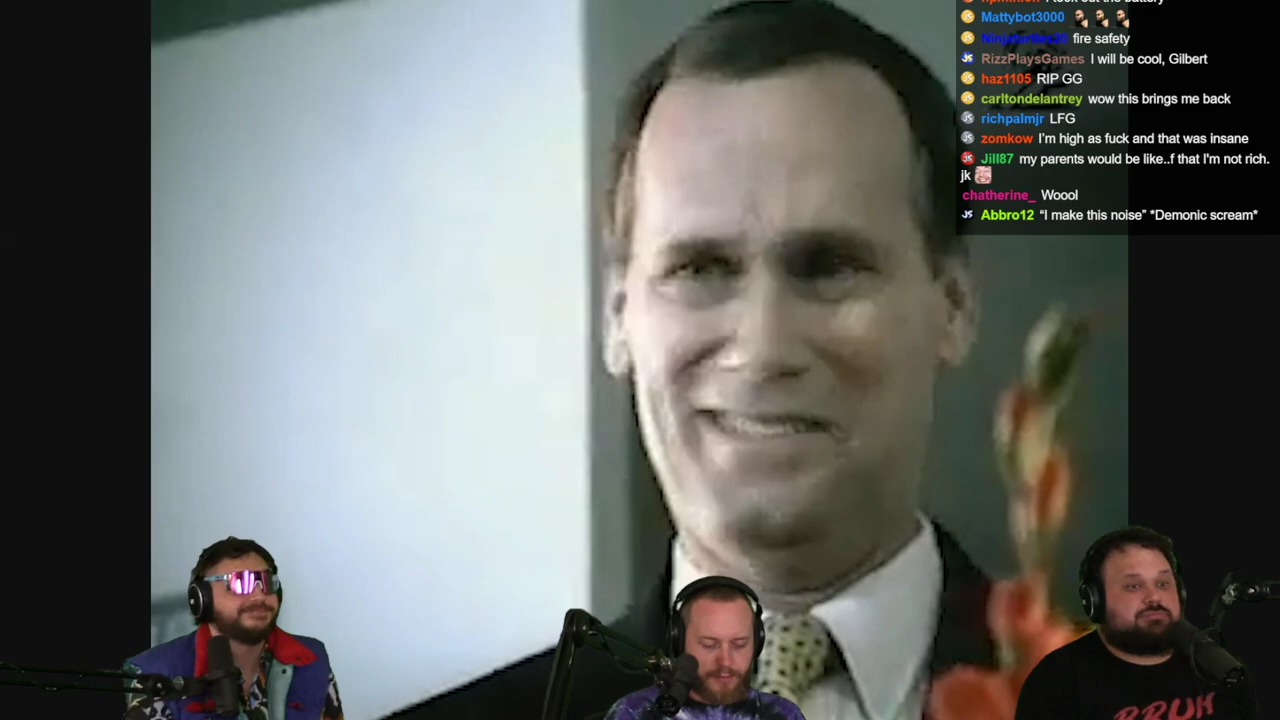 Mattybot3000
fire safety
RizzPlaysGames I will be cool, Gilbert
haz1105 RIP GG
carltondelantrey wow this brings me back
richpalmjr LFG
zomkow I'm high as fuck and that was insane
Jill87 my parents would be like..f that I'm not rich.
jk
chatherine_ Woool
Abbro12 “I make this noise” *Demonic scream*
BRUH